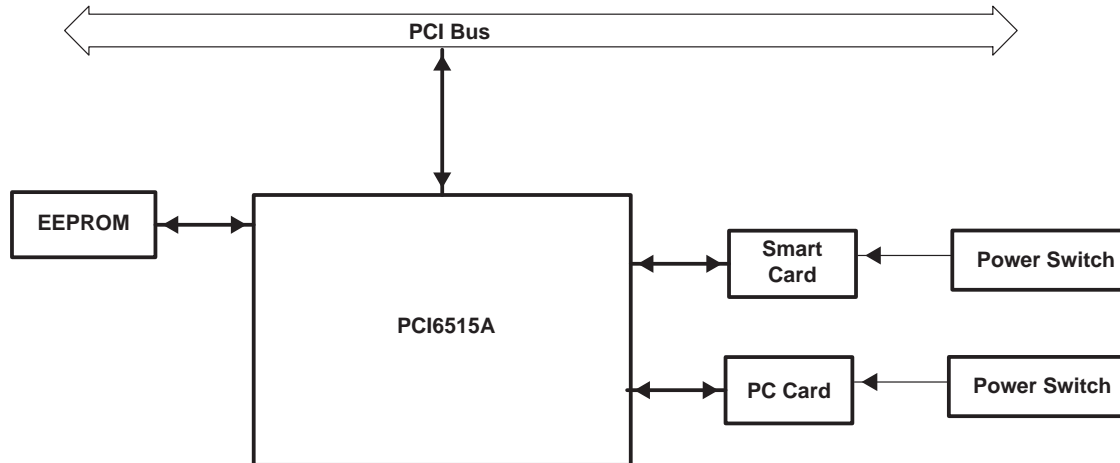 PCI Bus
EEPROM
PCI6515A
Smart
Card
Power Switch
PC Card
Power Switch